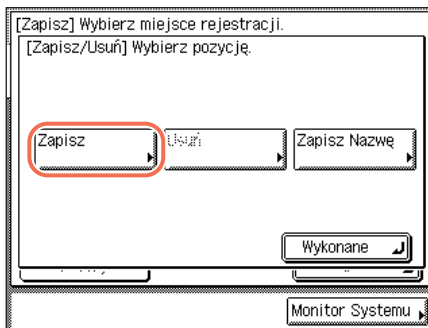 [Zapisz] Wybierz miejsce rejestracji.
[Zapisz/Usuń] Wybierz pozycję.
Zapisz
Usuń
Zapisz Nazwę
Wykonane
Monitor Systemu